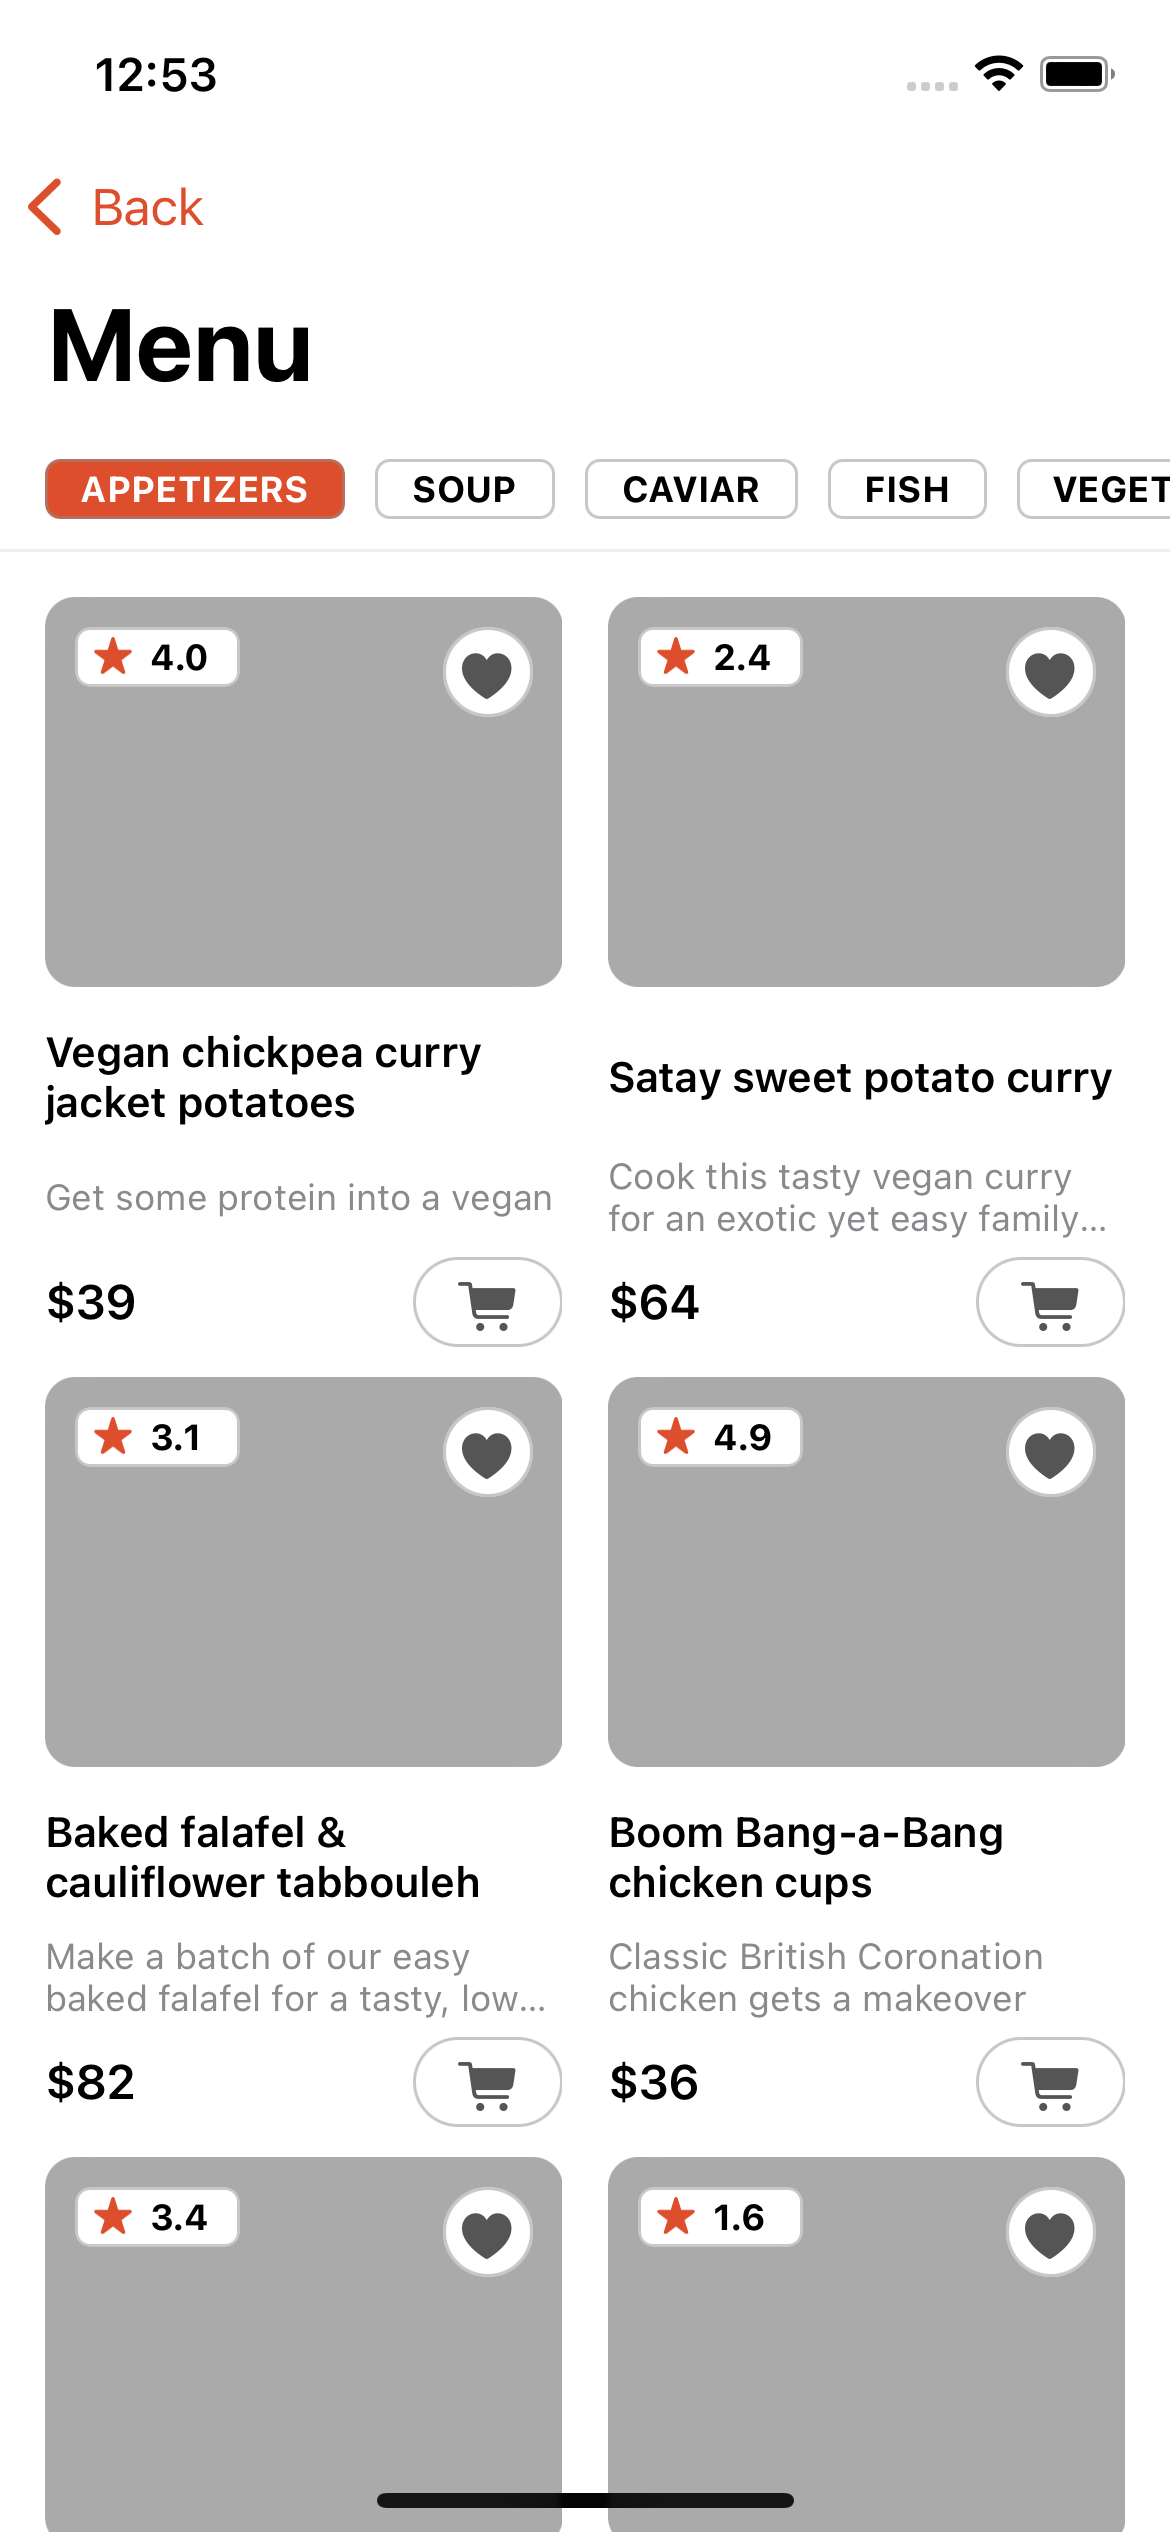 12:53
Back
Menu
APPETIZERS
SOUP
CAVIAR
FISH
VEGET
4.0
2.4
Vegan chickpea curry
jacket potatoes
Get some protein into a vegan
$39
Satay sweet potato curry
Cook this tasty vegan curry
for an exotic yet easy family...
$64
3.1
4.9
Baked falafel &
cauliflower tabbouleh
Make a batch of our easy
baked falafel for a tasty, low...
$82
Boom Bang-a-Bang
chicken cups
Classic British Coronation
chicken gets a makeover
$36
3.4
1.6